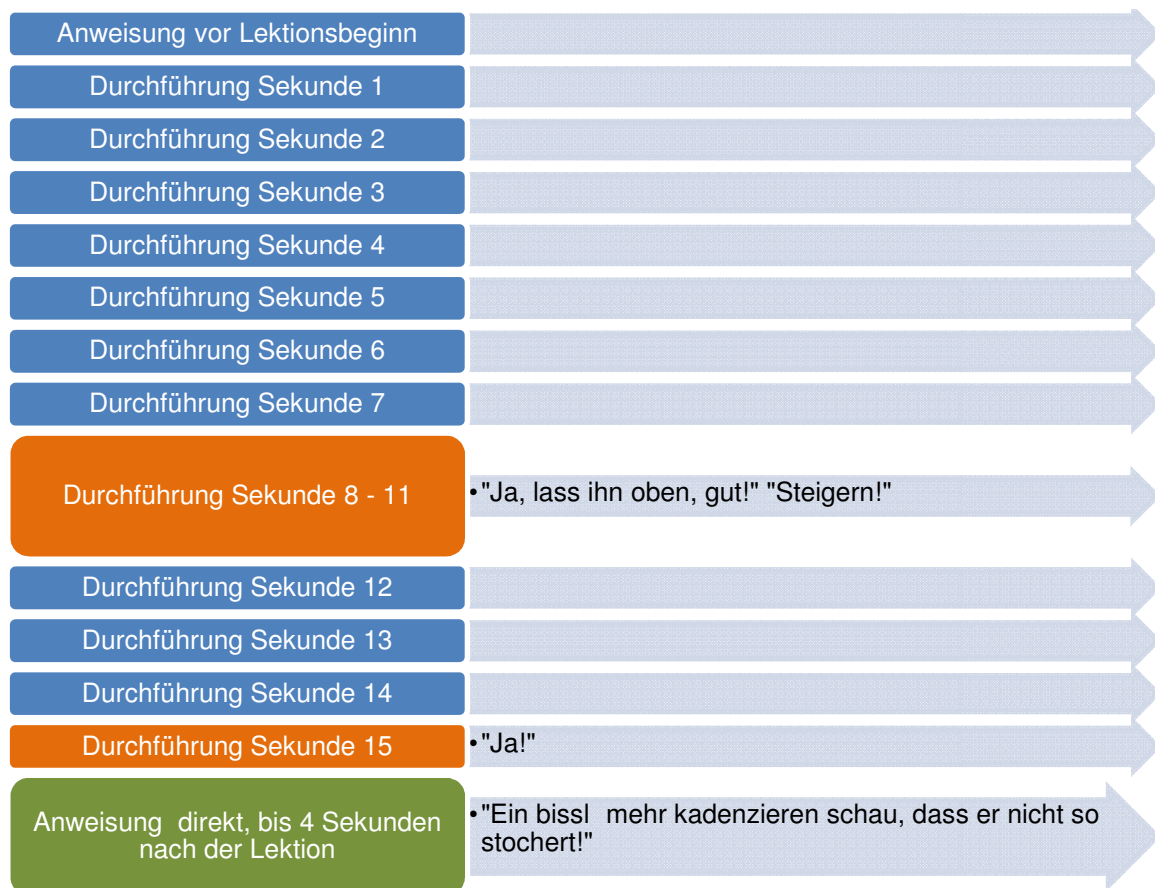 Anweisung vor Lektionsbeginn
Durchführung Sekunde 1
Durchführung Sekunde 2
Durchführung Sekunde 3
Durchführung Sekunde 4
Durchführung Sekunde 5
Durchführung Sekunde 6
Durchführung Sekunde 7
Durchführung Sekunde 8 - 11
•"Ja, lass ihn oben, gut!" "Steigern!"
Durchführung Sekunde 12
Durchführung Sekunde 13
Durchführung Sekunde 14
Durchführung Sekunde 15
•"Ja!"
Anweisung direkt, bis 4 Sekunden
nach der Lektion
•"Ein bissl mehr kadenzieren schau, dass er nicht so
stochert!"